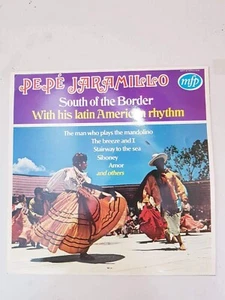 PEPÉ JARAMILLO
mfp
South of the Border
With his latin American rhythm
The man who plays the mandolino
The breeze and I
Stairway to the sea
Siboney
Amor
and others